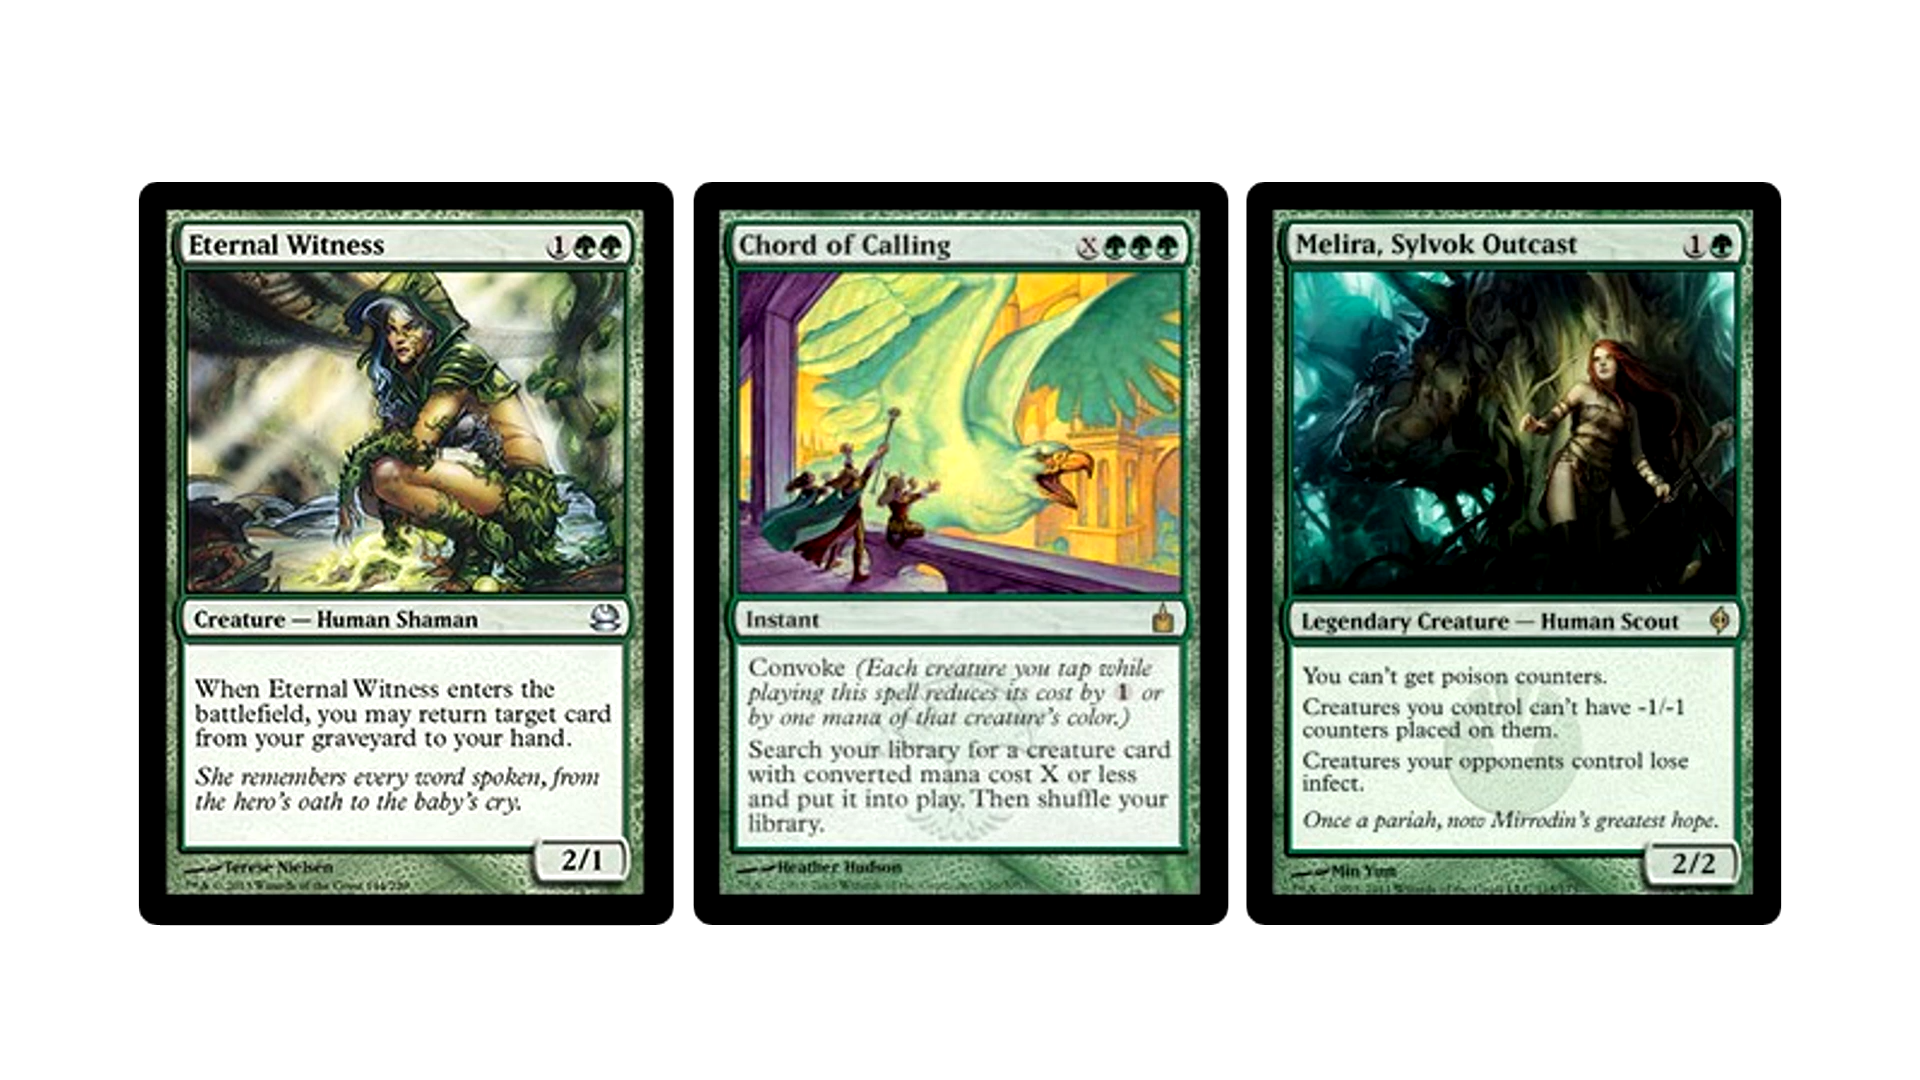 Eternal Witness 1
Creature — Human Shaman
When Eternal Witness enters the
battlefield, you may return target card
from your graveyard to your hand.
She remembers every word spoken, from
the hero's oath to the baby's cry.
2/1
Terese Nielsen
Chord of Calling X
Instant
Convoke (Each creature you tap while
playing this spell reduces its cost by 1 or
by one mana of that creature's color.)
Search your library for a creature card
with converted mana cost X or less
and put it into play. Then shuffle your
library.
Heather Hudson
Melira, Sylvok Outcast 1
Legendary Creature — Human Scout
You can't get poison counters.
Creatures you control can't have -1/-1
counters placed on them.
Creatures your opponents control lose
infect.
Once a pariah, now Mirrodin's greatest hope.
2/2
Min Yum